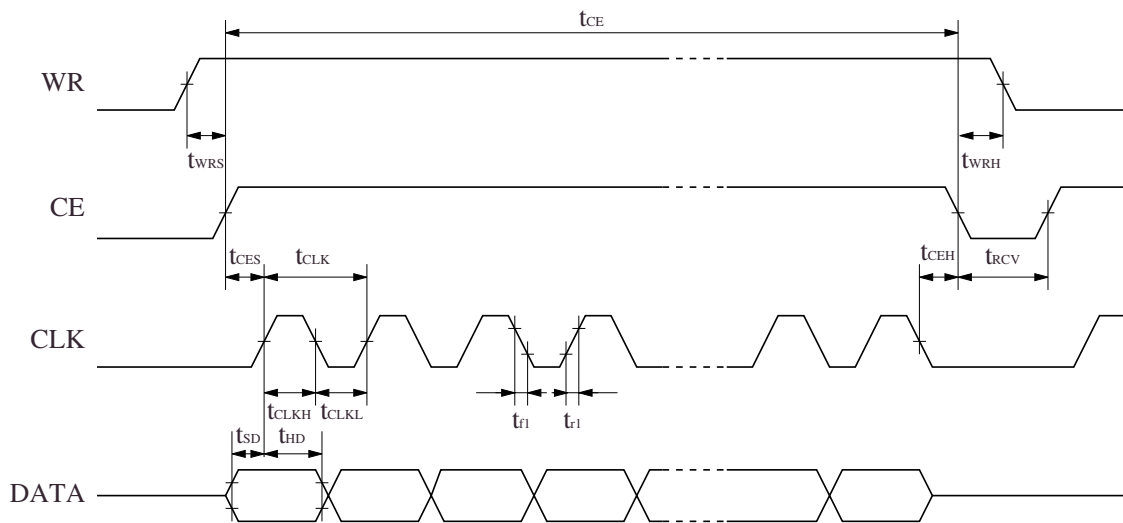 tCE
WR
tWRS
tWRH
CE
tCES
tCLK
tCEH
tRCV
CLK
tCLKH
tCLKL
tf1
tr1
tSD
tHD
DATA